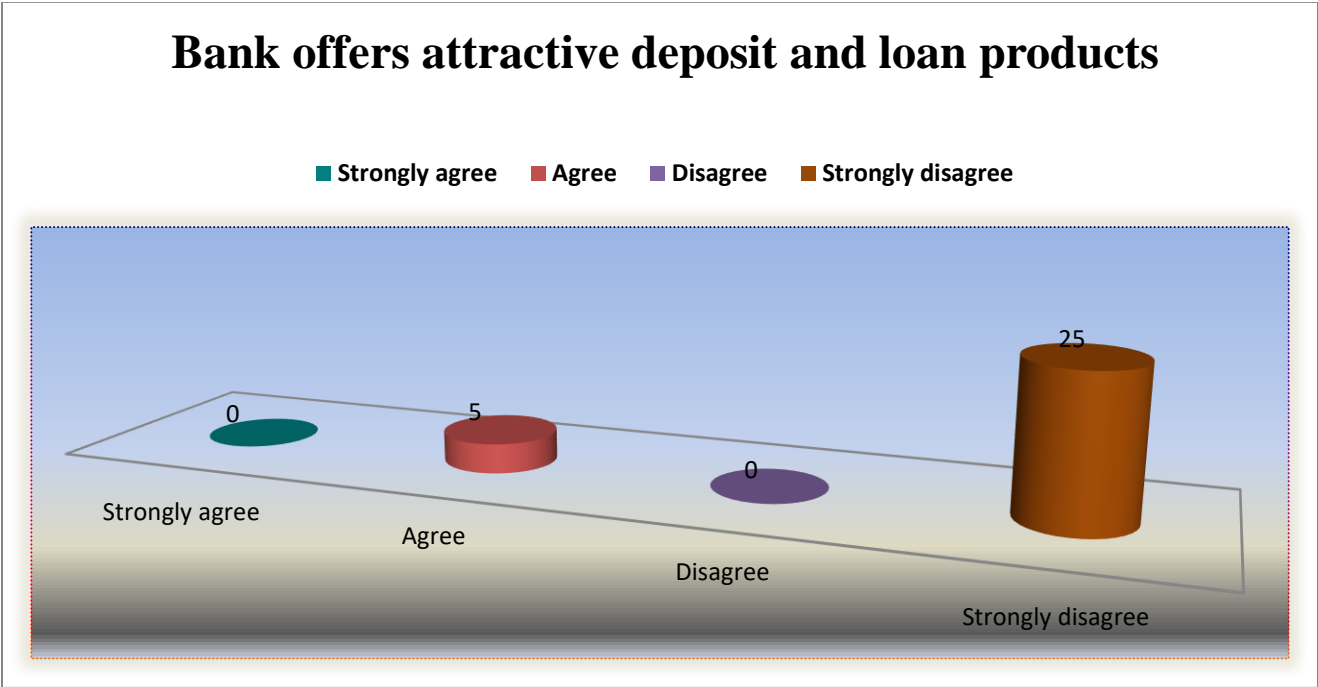 Bank offers attractive deposit and loan products
Strongly agree Agree Disagree Strongly disagree
25
0
5
0
Strongly agree
Agree
Disagree
Strongly disagree